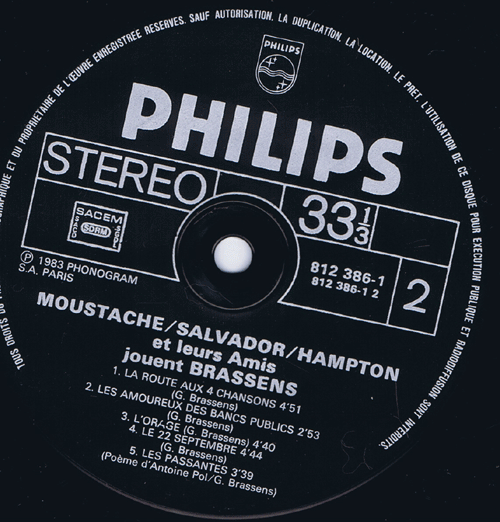 GRAPHIQUE ET DU PROPRIETAIRE DE L'ŒUVRE ENREGISTREE RESERVES. SAUF AUTORISATION, LA DUPLICATION, LA LOCATION, LE PRET, L'UTILISATION DE CE DISQUE POUR EXECUTION PUBLIQUE ET RADIODIFFUSION SONT INTERDITS.
TOUS DROITS DU
PHILIPS
PHILIPS
STEREO
33 1/3
SACEM
SDRM
812 386-1
812 386-1 2
2
Ⓟ 1983 PHONOGRAM
S.A. PARIS
MOUSTACHE/SALVADOR/HAMPTON
et leurs Amis
jouent BRASSENS
1. LA ROUTE AUX 4 CHANSONS 4'51
(G. Brassens)
2. LES AMOUREUX DES BANCS PUBLICS 2'53
(G. Brassens)
3. L'ORAGE (G. Brassens) 4'40
4. LE 22 SEPTEMBRE 4'44
(G. Brassens)
5. LES PASSANTES 3'39
(Poème d'Antoine Pol/G. Brassens)